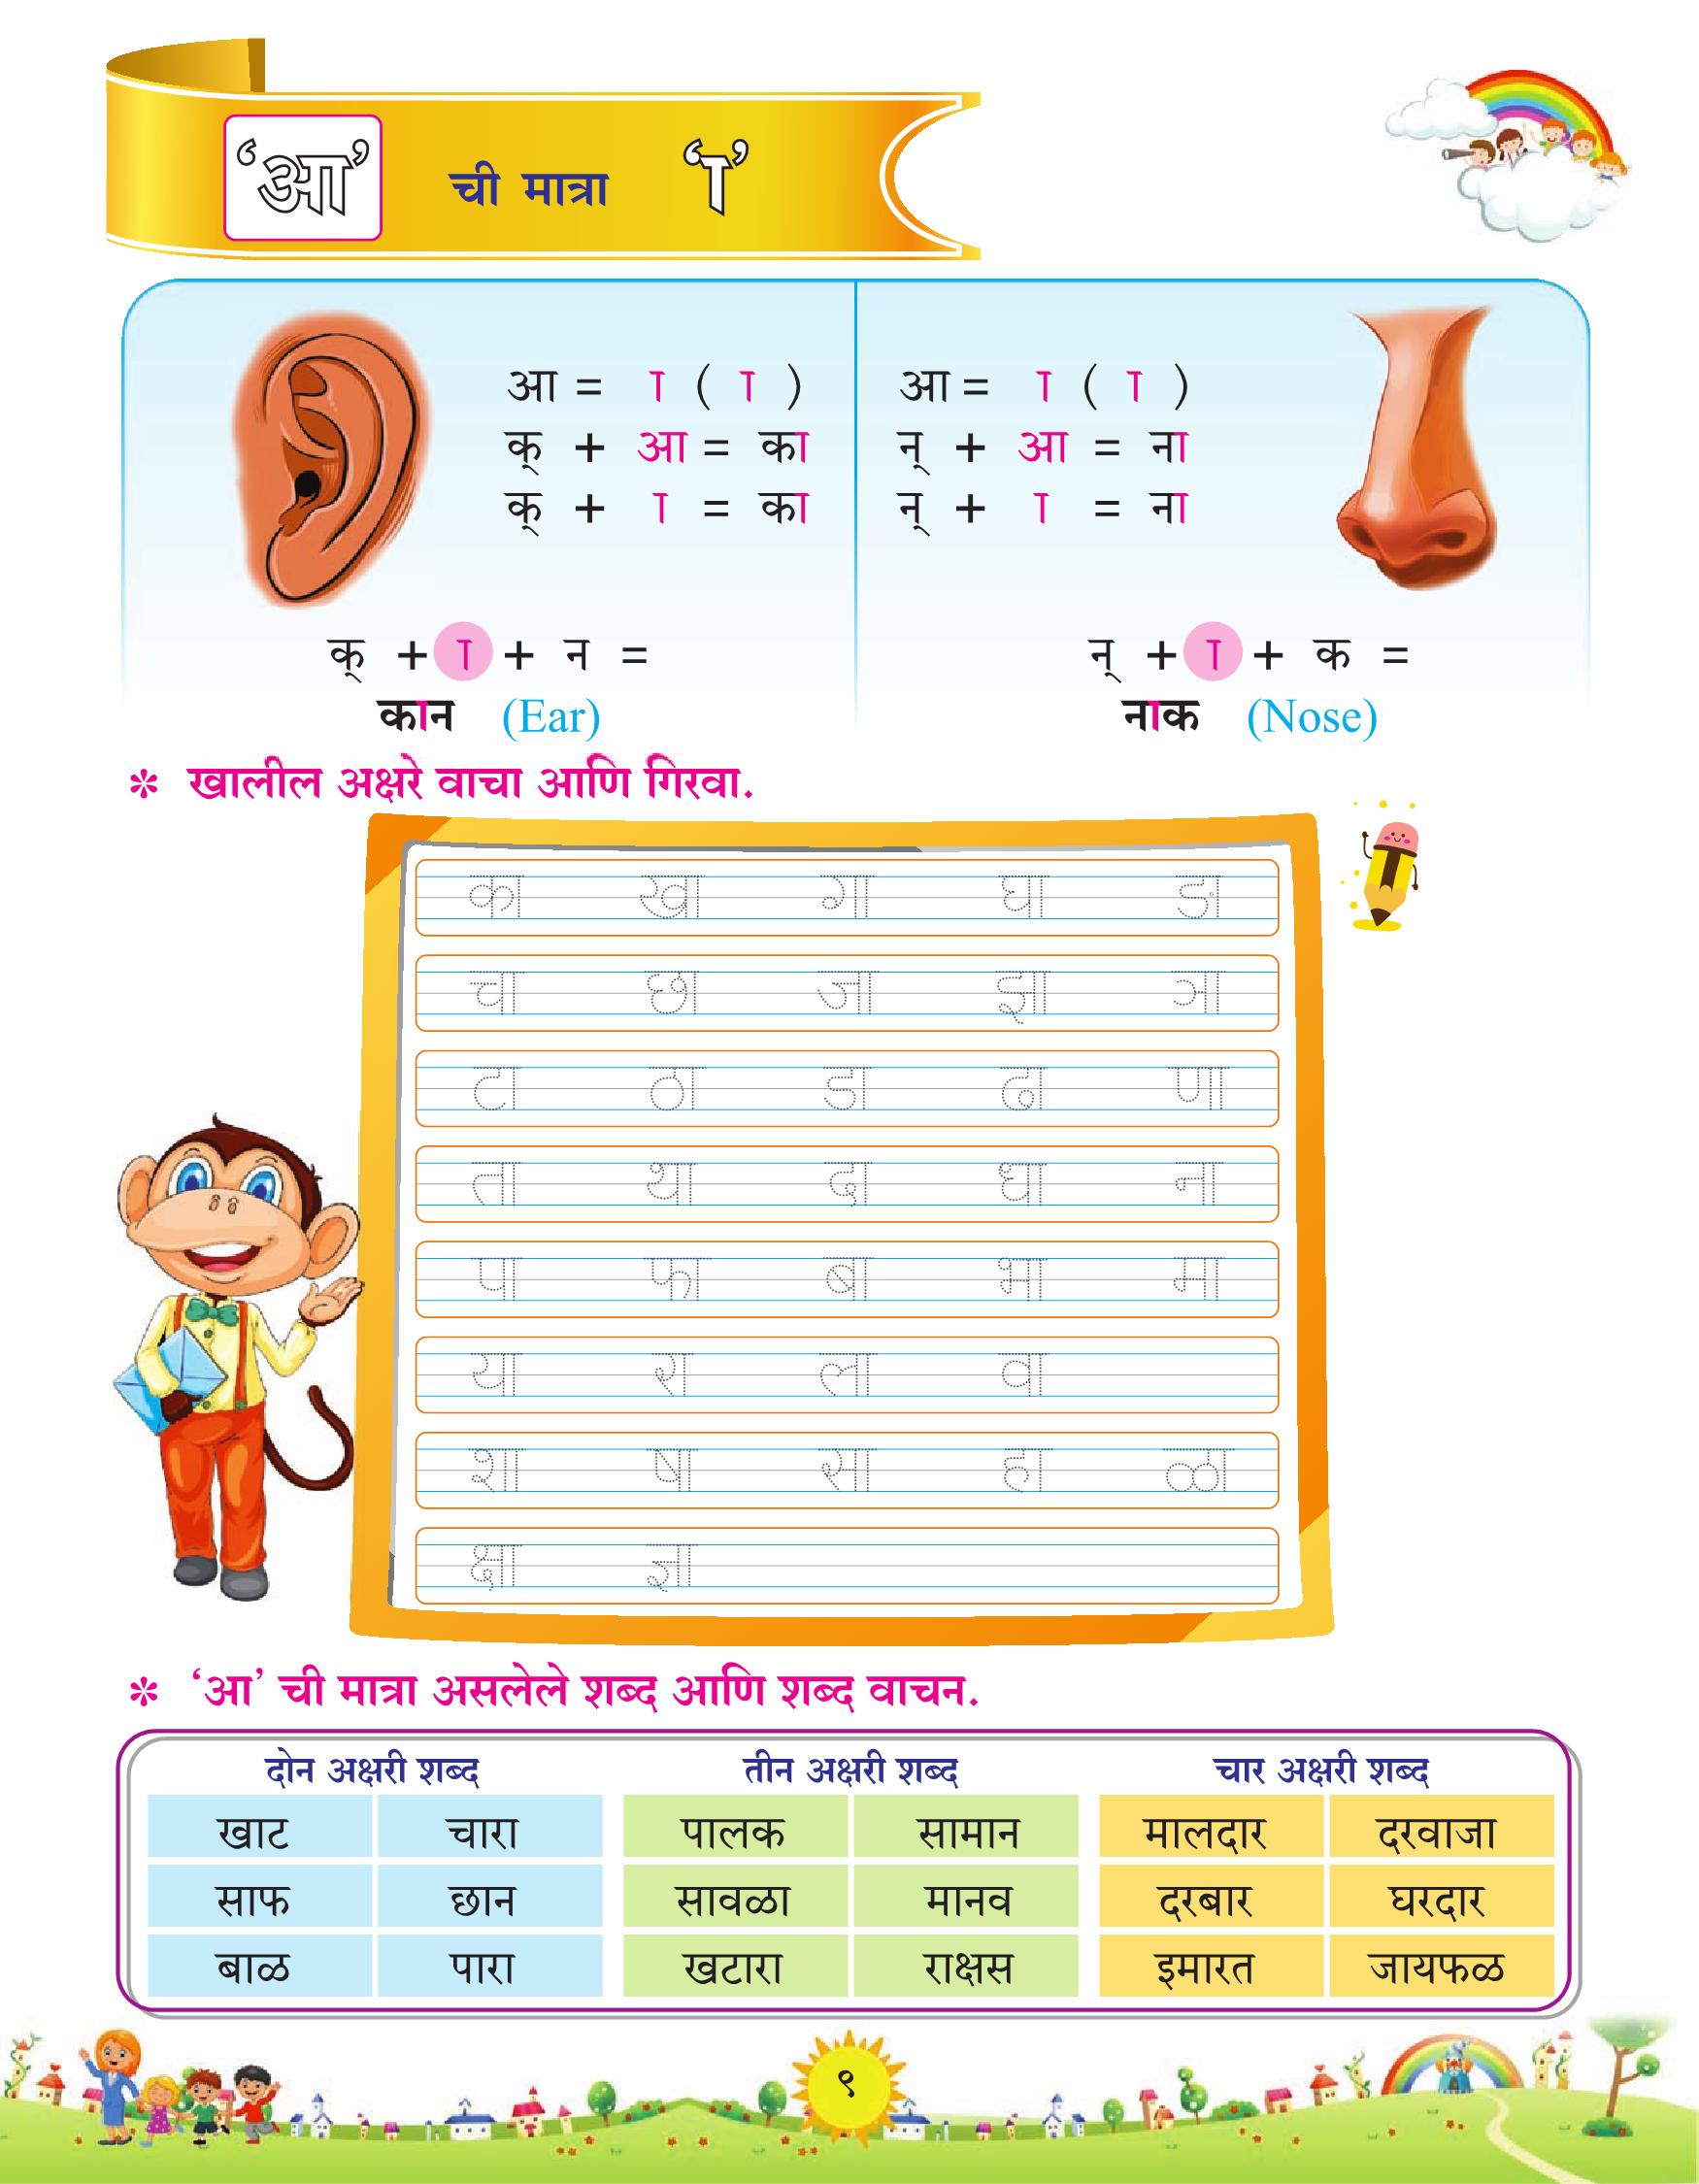 ‘आ’ ची मात्रा ‘ा’
आ = ा ( ा )
क् + आ = का
क् + ा = का
क् + ा + न =
कान (Ear)
आ = ा ( ा )
न् + आ = ना
न् + ा = ना
न् + ा + क =
नाक (Nose)
* खालील अक्षरे वाचा आणि गिरवा.
का खा गा घा ङा
चा छा जा झा ञा
टा ठा डा ढा णा
ता था दा धा ना
पा फा बा भा मा
या रा ला वा
शा षा सा हा ळा
क्षा ज्ञा
* ‘आ’ ची मात्रा असलेले शब्द आणि शब्द वाचन.
दोन अक्षरी शब्द तीन अक्षरी शब्द चार अक्षरी शब्द
खाट चारा पालक सामान मालदार दरवाजा
साफ छान सावळा मानव दरबार घरदार
बाळ पारा खटारा राक्षस इमारत जायफळ
९